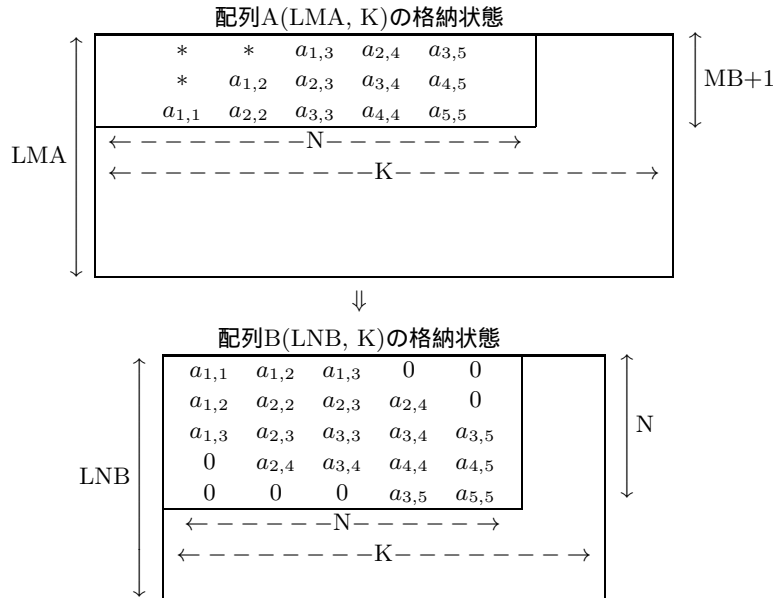 配列A(LMA, K)の格納状態
* * a1,3 a2,4 a3,5
* a1,2 a2,3 a3,4 a4,5
a1,1 a2,2 a3,3 a4,4 a5,5
MB+1
N
LMA
K
⇓
配列B(LNB, K)の格納状態
a1,1 a1,2 a1,3 0 0
a1,2 a2,2 a2,3 a2,4 0
a1,3 a2,3 a3,3 a3,4 a3,5
0 a2,4 a3,4 a4,4 a4,5
0 0 0 a3,5 a5,5
N
LNB
N
K